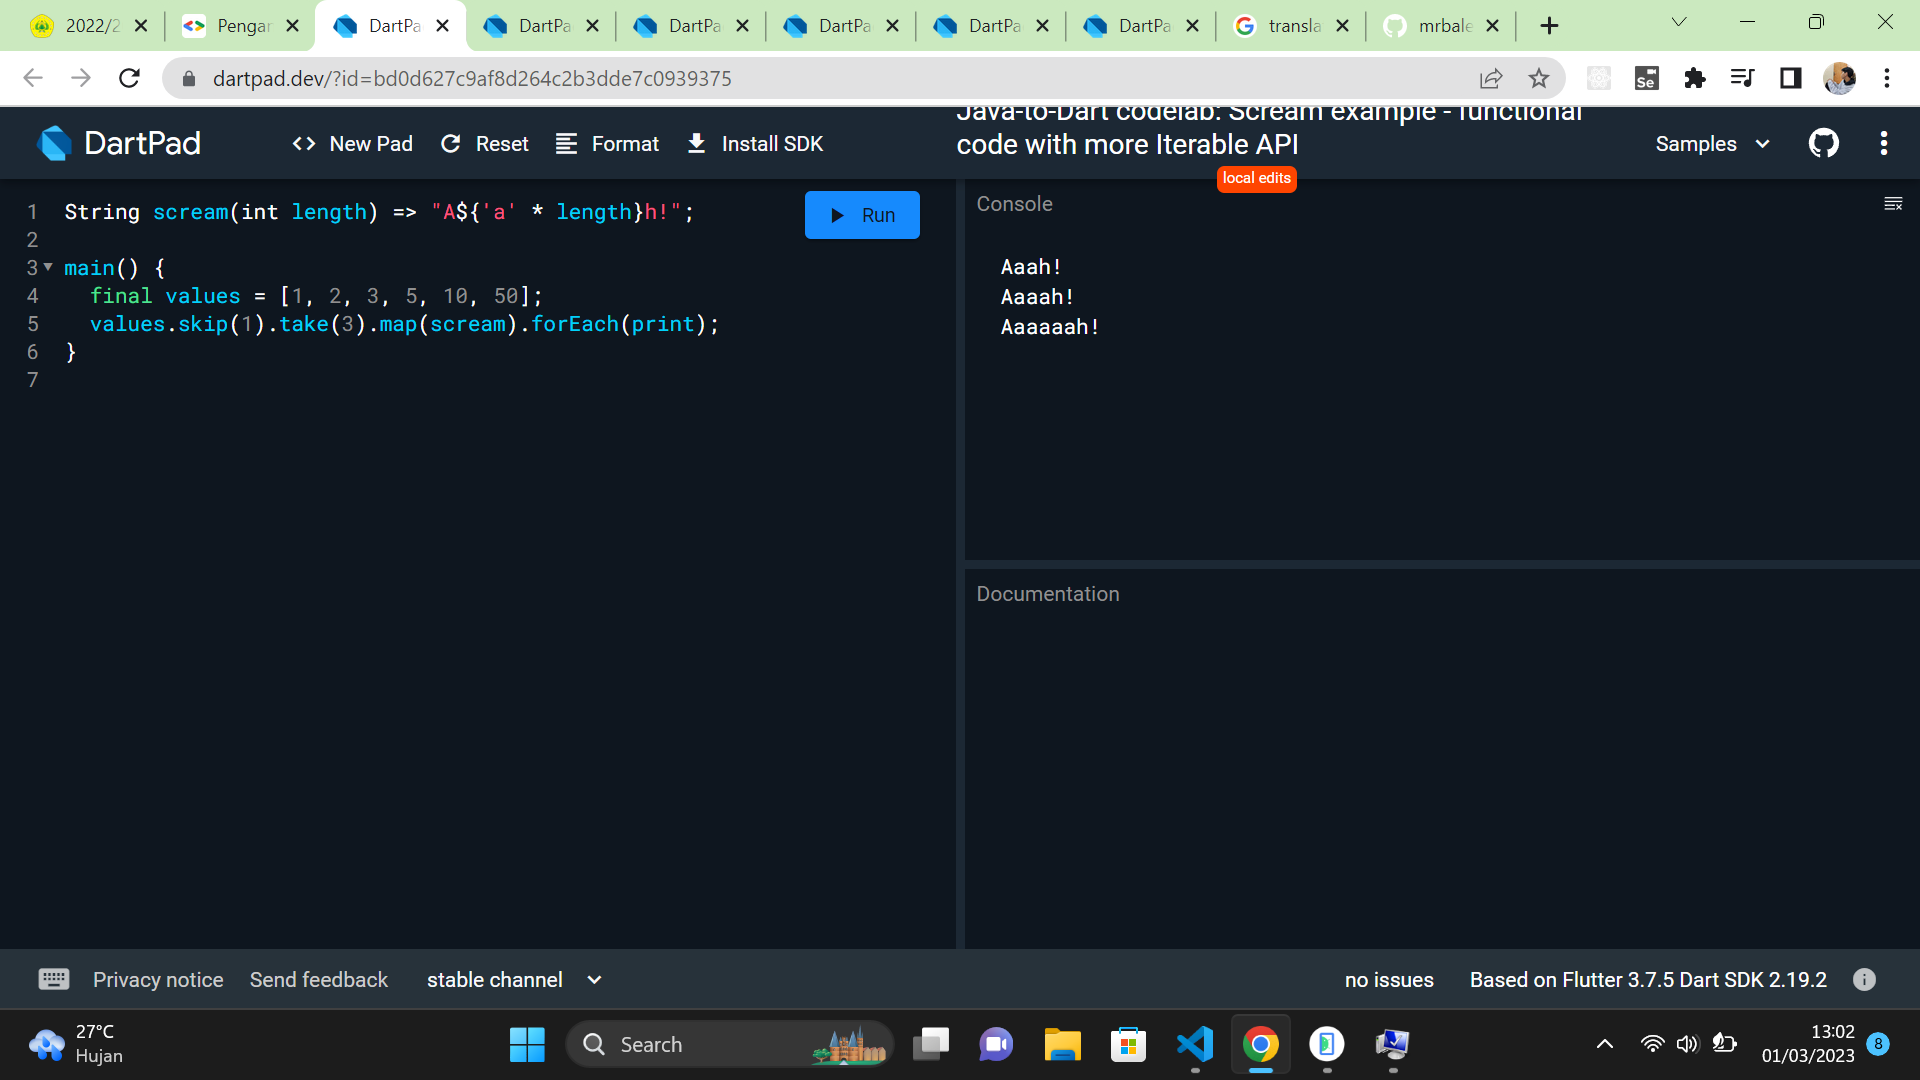 2022/2
Pengar
DartPa
DartPa
DartPa
DartPa
DartPa
DartPa
transla
mrbale
dartpad.dev/?id=bd0d627c9af8d264c2b3dde7c0939375
Se
DartPad
<> New Pad
Reset
Format
Install SDK
Java-to-Dart codelab: Scream example - functional
code with more Iterable API
local edits
Samples
1 String scream(int length) => "A${'a' * length}h!";
2
3 main() {
4   final values = [1, 2, 3, 5, 10, 50];
5   values.skip(1).take(3).map(scream).forEach(print);
6 }
7
Run
Console
Aaah!
Aaaah!
Aaaaaah!
Documentation
Privacy notice
Send feedback
stable channel
no issues
Based on Flutter 3.7.5 Dart SDK 2.19.2
27°C
Hujan
Search
13:02
01/03/2023
8